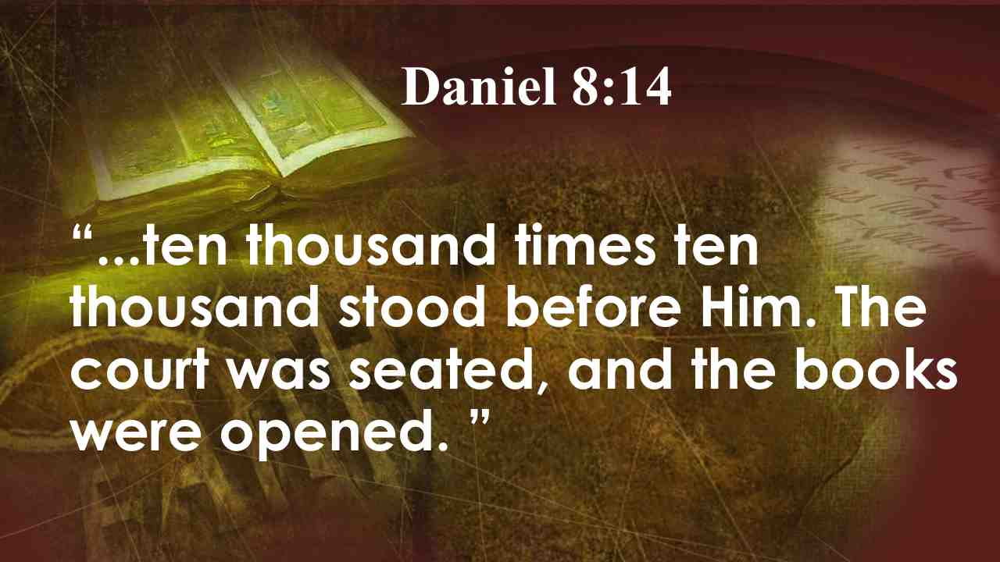 Daniel 8:14
“...ten thousand times ten
thousand stood before Him. The
court was seated, and the books
were opened. ”